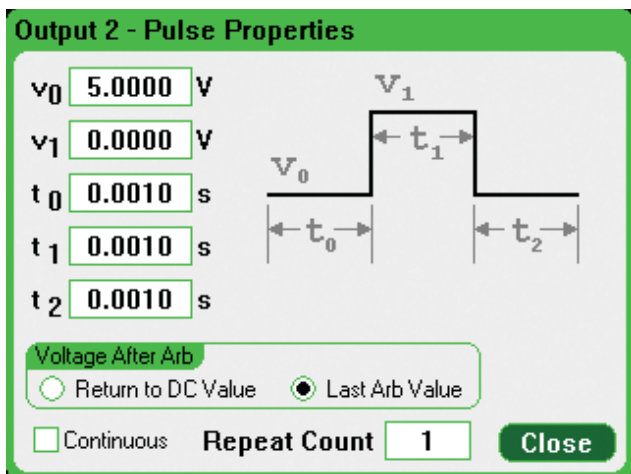 Output 2 - Pulse Properties
v0 5.0000 V
v1 0.0000 V
t0 0.0010 s
t1 0.0010 s
t2 0.0010 s
V1
t1
V0
t0
t2
Voltage After Arb
Return to DC Value Last Arb Value
Continuous Repeat Count 1 Close